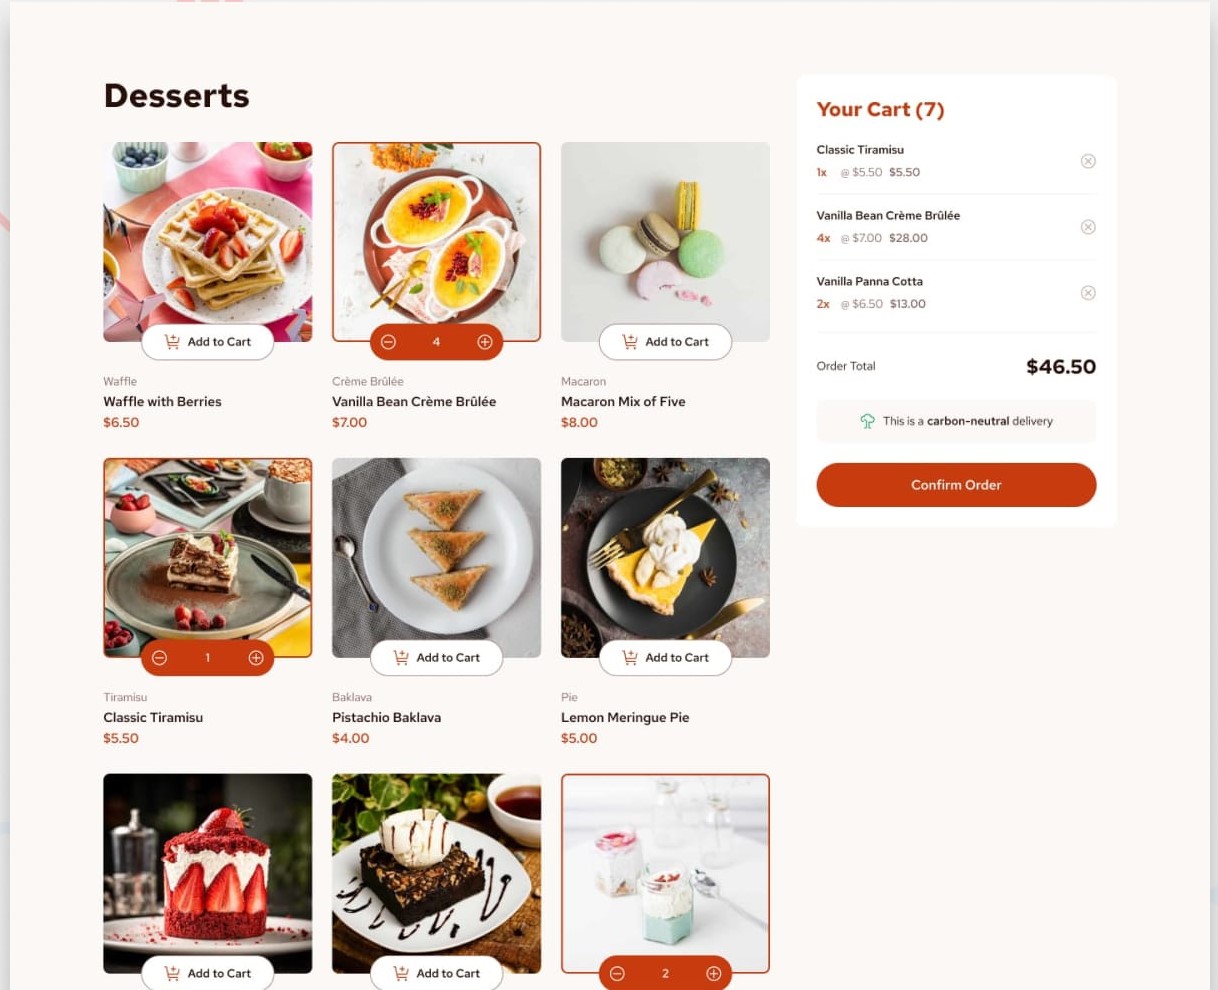 Desserts
Add to Cart
Waffle
Waffle with Berries
$6.50
4
Crème Brûlée
Vanilla Bean Crème Brûlée
$7.00
Add to Cart
Macaron
Macaron Mix of Five
$8.00
1
Tiramisu
Classic Tiramisu
$5.50
Add to Cart
Baklava
Pistachio Baklava
$4.00
Add to Cart
Pie
Lemon Meringue Pie
$5.00
Add to Cart
Add to Cart
2
Your Cart (7)
Classic Tiramisu
1x @ $5.50 $5.50
Vanilla Bean Crème Brûlée
4x @ $7.00 $28.00
Vanilla Panna Cotta
2x @ $6.50 $13.00
Order Total $46.50
This is a carbon-neutral delivery
Confirm Order